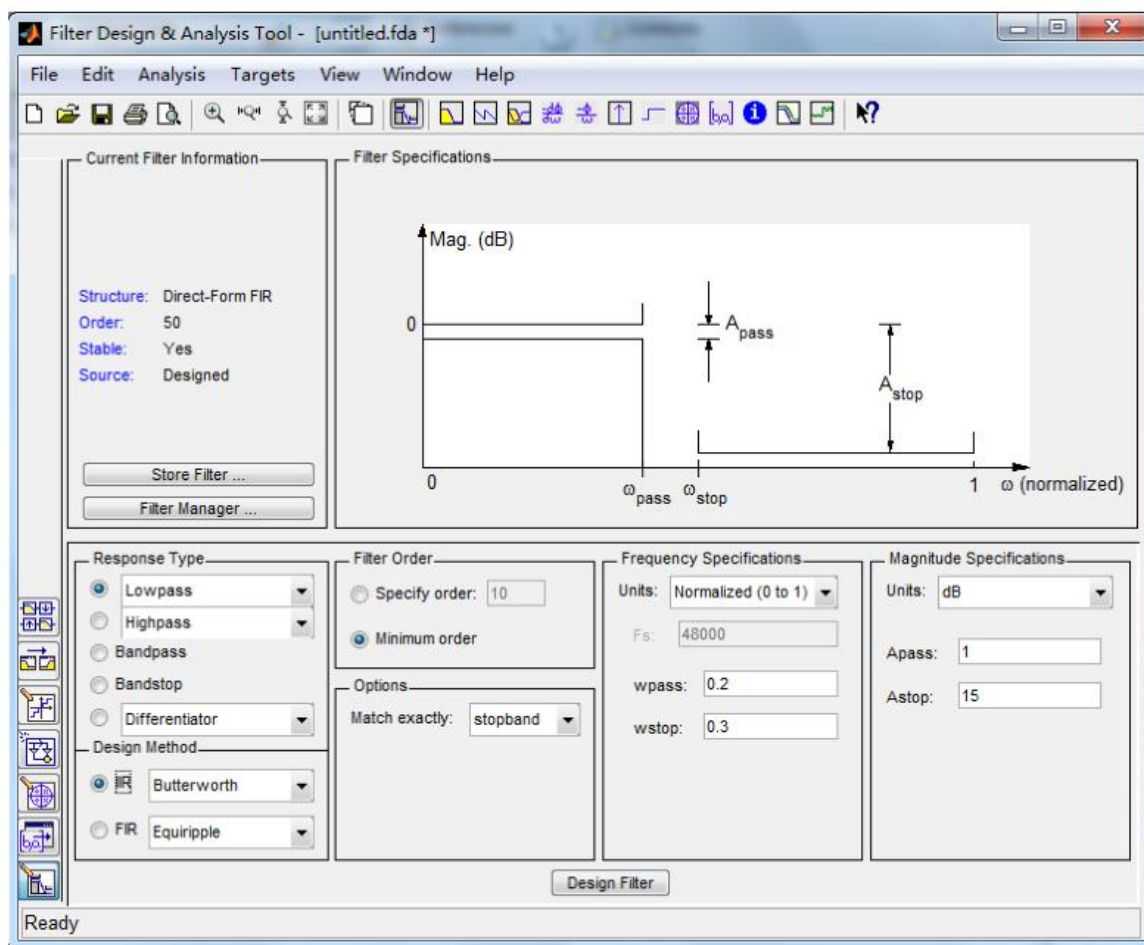 Filter Design & Analysis Tool - [untitled.fda *]
File Edit Analysis Targets View Window Help
Current Filter Information
Structure: Direct-Form FIR
Order: 50
Stable: Yes
Source: Designed
Store Filter ...
Filter Manager ...
Filter Specifications
Mag. (dB)
0
Apass
Astop
0
ωpass
ωstop
1
ω (normalized)
Response Type
Lowpass
Highpass
Bandpass
Bandstop
Differentiator
Design Method
IIR Butterworth
FIR Equiripple
Filter Order
Specify order: 10
Minimum order
Options
Match exactly: stopband
Frequency Specifications
Units: Normalized (0 to 1)
Fs: 48000
wpass: 0.2
wstop: 0.3
Magnitude Specifications
Units: dB
Apass: 1
Astop: 15
Design Filter
Ready